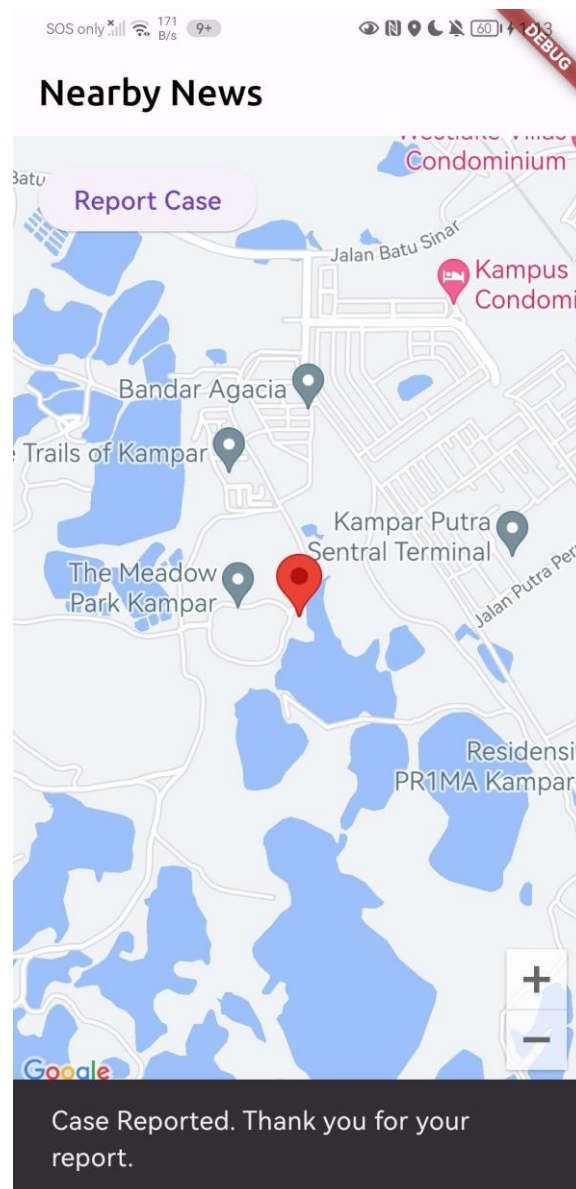 SOS only 171 B/s 9+ 60
DEBUG
Nearby News
Condominium
Batu
Report Case
Jalan Batu Sinar
Kampus
Condomi
Bandar Agacia
Trails of Kampar
Kampar Putra
Sentral Terminal
The Meadow
Park Kampar
Jalan Putra Per
Residensi
PR1MA Kampar
+
−
Google
Case Reported. Thank you for your
report.